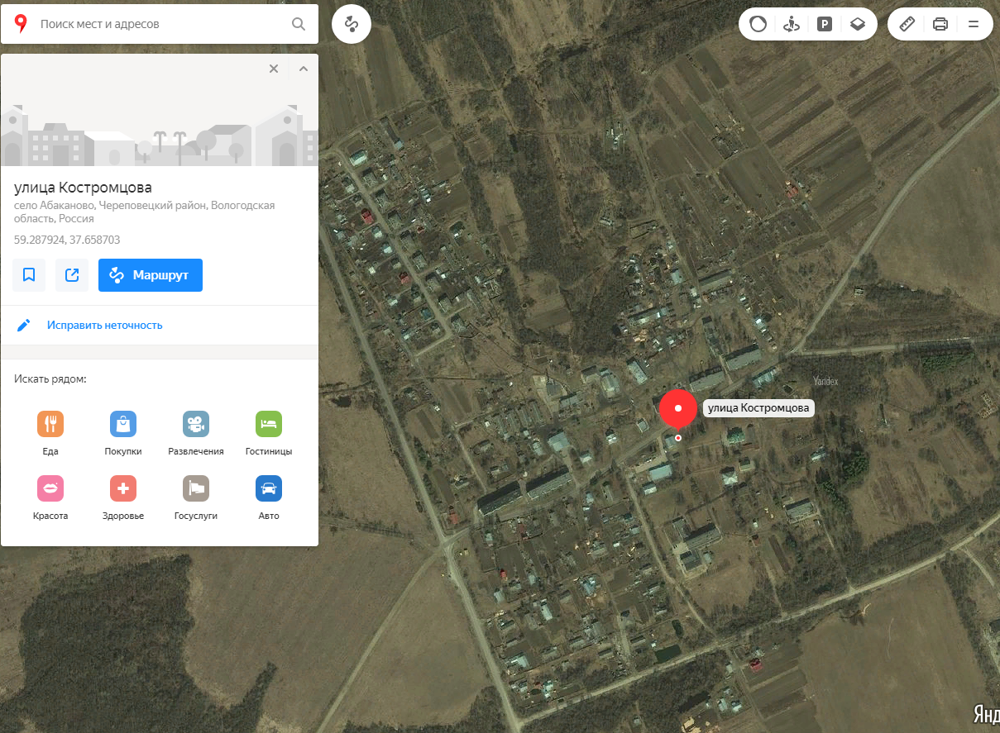 Поиск мест и адресов
P
улица Костромцова
село Абаканово, Череповецкий район, Вологодская
область, Россия
59.287924, 37.658703
Маршрут
Исправить неточность
Искать рядом:
Еда
Покупки
Развлечения
Гостиницы
Красота
Здоровье
Госуслуги
Авто
Yandex
улица Костромцова
Янд